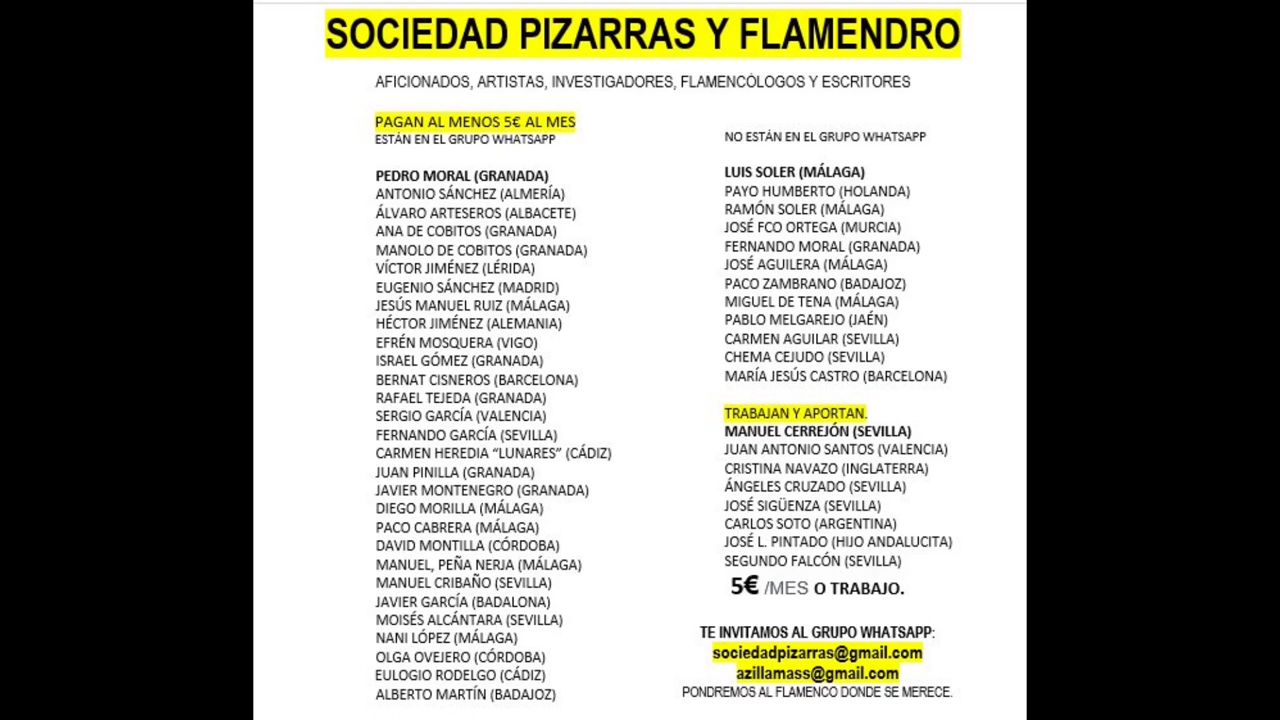 SOCIEDAD PIZARRAS Y FLAMENDRO
AFICIONADOS, ARTISTAS, INVESTIGADORES, FLAMENCÓLOGOS Y ESCRITORES
PAGAN AL MENOS 5€ AL MES
ESTÁN EN EL GRUPO WHATSAPP
PEDRO MORAL (GRANADA)
ANTONIO SÁNCHEZ (ALMERÍA)
ÁLVARO ARTESEROS (ALBACETE)
ANA DE COBITOS (GRANADA)
MANOLO DE COBITOS (GRANADA)
VÍCTOR JIMÉNEZ (LÉRIDA)
EUGENIO SÁNCHEZ (MADRID)
JESÚS MANUEL RUIZ (MÁLAGA)
HÉCTOR JIMÉNEZ (ALEMANIA)
EFRÉN MOSQUERA (VIGO)
ISRAEL GÓMEZ (GRANADA)
BERNAT CISNEROS (BARCELONA)
RAFAEL TEJEDA (GRANADA)
SERGIO GARCÍA (VALENCIA)
FERNANDO GARCÍA (SEVILLA)
CARMEN HEREDIA “LUNARES” (CÁDIZ)
JUAN PINILLA (GRANADA)
JAVIER MONTENEGRO (GRANADA)
DIEGO MORILLA (MÁLAGA)
PACO CABRERA (MÁLAGA)
DAVID MONTILLA (CÓRDOBA)
MANUEL, PEÑA NERJA (MÁLAGA)
MANUEL CRIBAÑO (SEVILLA)
JAVIER GARCÍA (BADALONA)
MOISÉS ALCÁNTARA (SEVILLA)
NANI LÓPEZ (MÁLAGA)
OLGA OVEJERO (CÓRDOBA)
EULOGIO RODELGO (CÁDIZ)
ALBERTO MARTÍN (BADAJOZ)
NO ESTÁN EN EL GRUPO WHATSAPP
LUIS SOLER (MÁLAGA)
PAYO HUMBERTO (HOLANDA)
RAMÓN SOLER (MÁLAGA)
JOSÉ FCO ORTEGA (MURCIA)
FERNANDO MORAL (GRANADA)
JOSÉ AGUILERA (MÁLAGA)
PACO ZAMBRANO (BADAJOZ)
MIGUEL DE TENA (MÁLAGA)
PABLO MELGAREJO (JAÉN)
CARMEN AGUILAR (SEVILLA)
CHEMA CEJUDO (SEVILLA)
MARÍA JESÚS CASTRO (BARCELONA)
TRABAJAN Y APORTAN.
MANUEL CERREJÓN (SEVILLA)
JUAN ANTONIO SANTOS (VALENCIA)
CRISTINA NAVAZO (INGLATERRA)
ÁNGELES CRUZADO (SEVILLA)
JOSÉ SIGÜENZA (SEVILLA)
CARLOS SOTO (ARGENTINA)
JOSÉ L. PINTADO (HIJO ANDALUCITA)
SEGUNDO FALCÓN (SEVILLA)
5€ /MES O TRABAJO.
TE INVITAMOS AL GRUPO WHATSAPP:
sociedadpizarras@gmail.com
azillamass@gmail.com
PONDREMOS AL FLAMENCO DONDE SE MERECE.